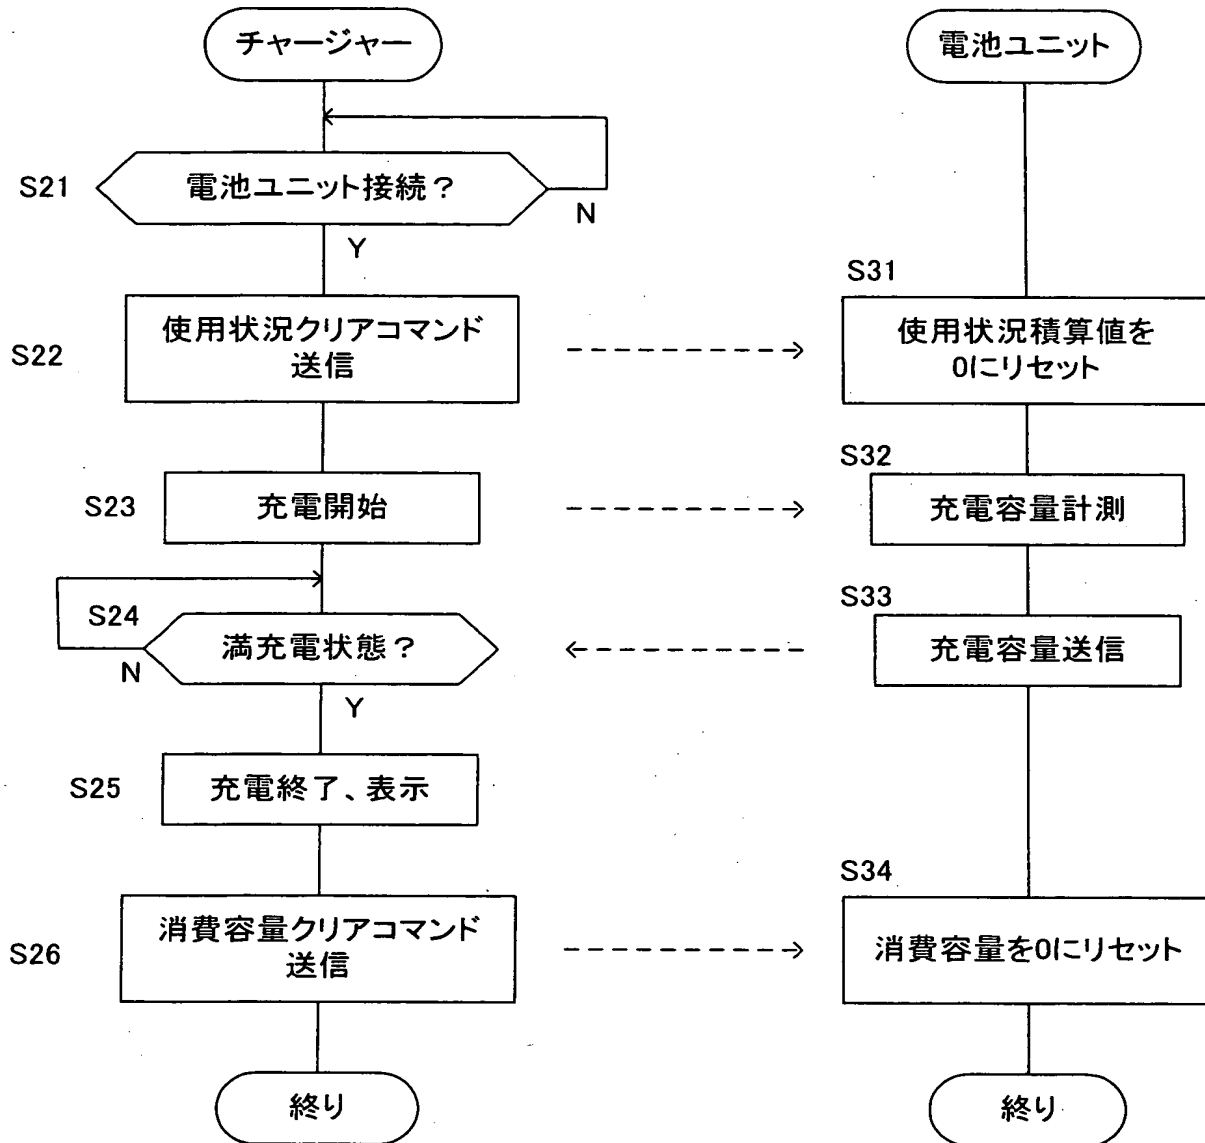 チャージャー
電池ユニット
S21
電池ユニット接続？
N
Y
S31
S22
使用状況クリアコマンド
送信
使用状況積算値を
0にリセット
S32
S23
充電開始
充電容量計測
S24
S33
満充電状態？
充電容量送信
N
Y
S25
充電終了、表示
S34
S26
消費容量クリアコマンド
送信
消費容量を0にリセット
終り
終り